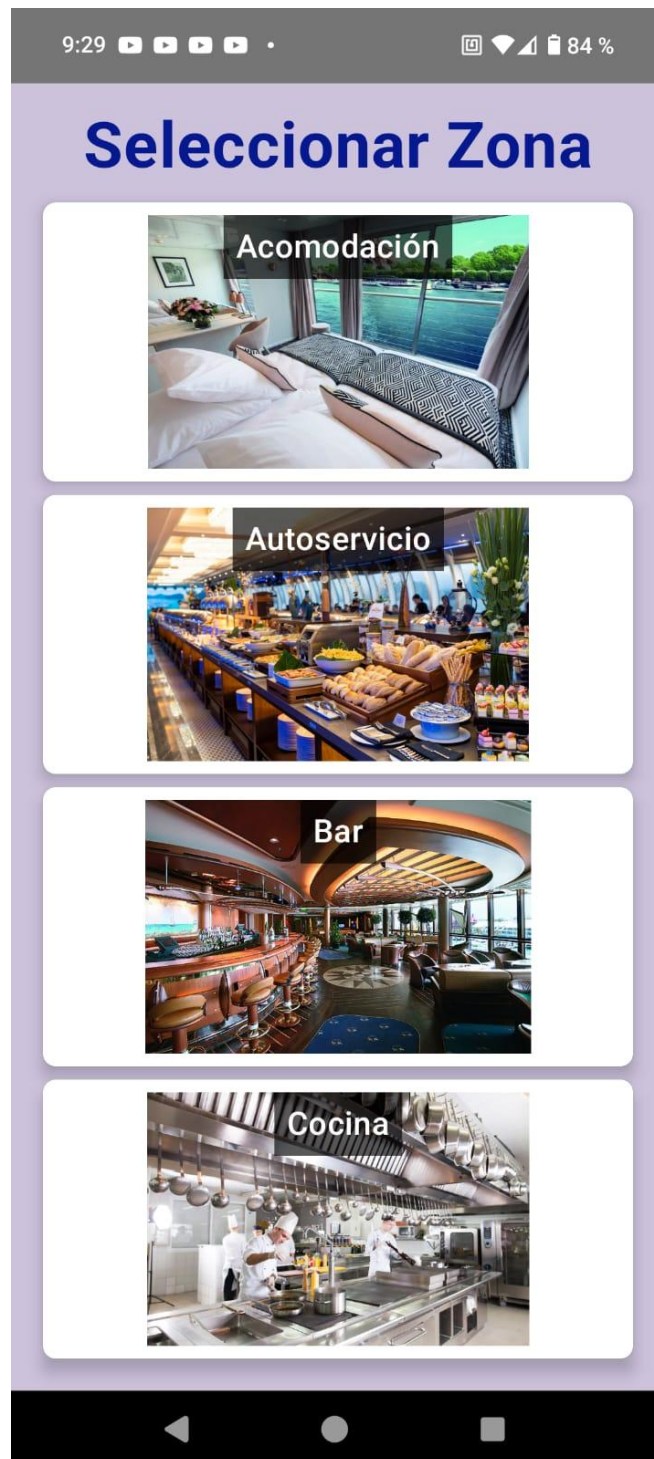 9:29
84 %
Seleccionar Zona
Acomodación
Autoservicio
Bar
Cocina